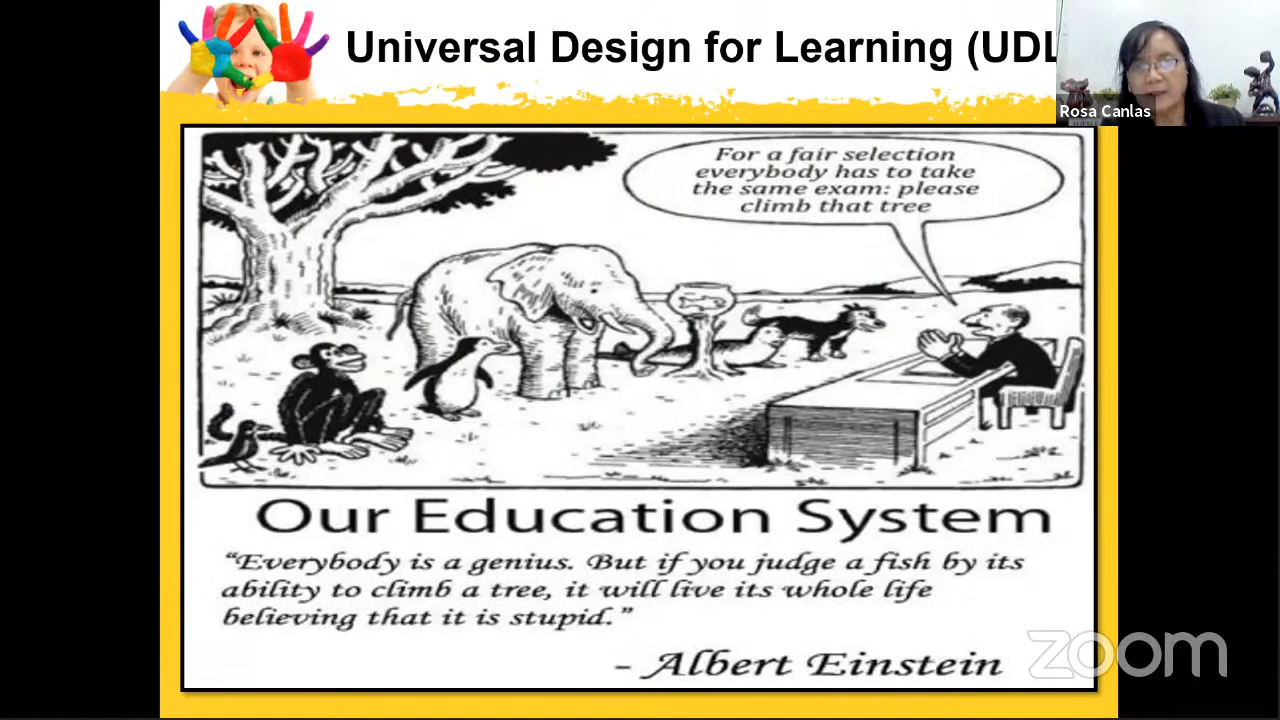 Universal Design for Learning (UDL
Rosa Canlas
For a fair selection
everybody has to take
the same exam: please
climb that tree
Our Education System
“Everybody is a genius. But if you judge a fish by its
ability to climb a tree, it will live its whole life
believing that it is stupid.”
- Albert Einstein
zoom